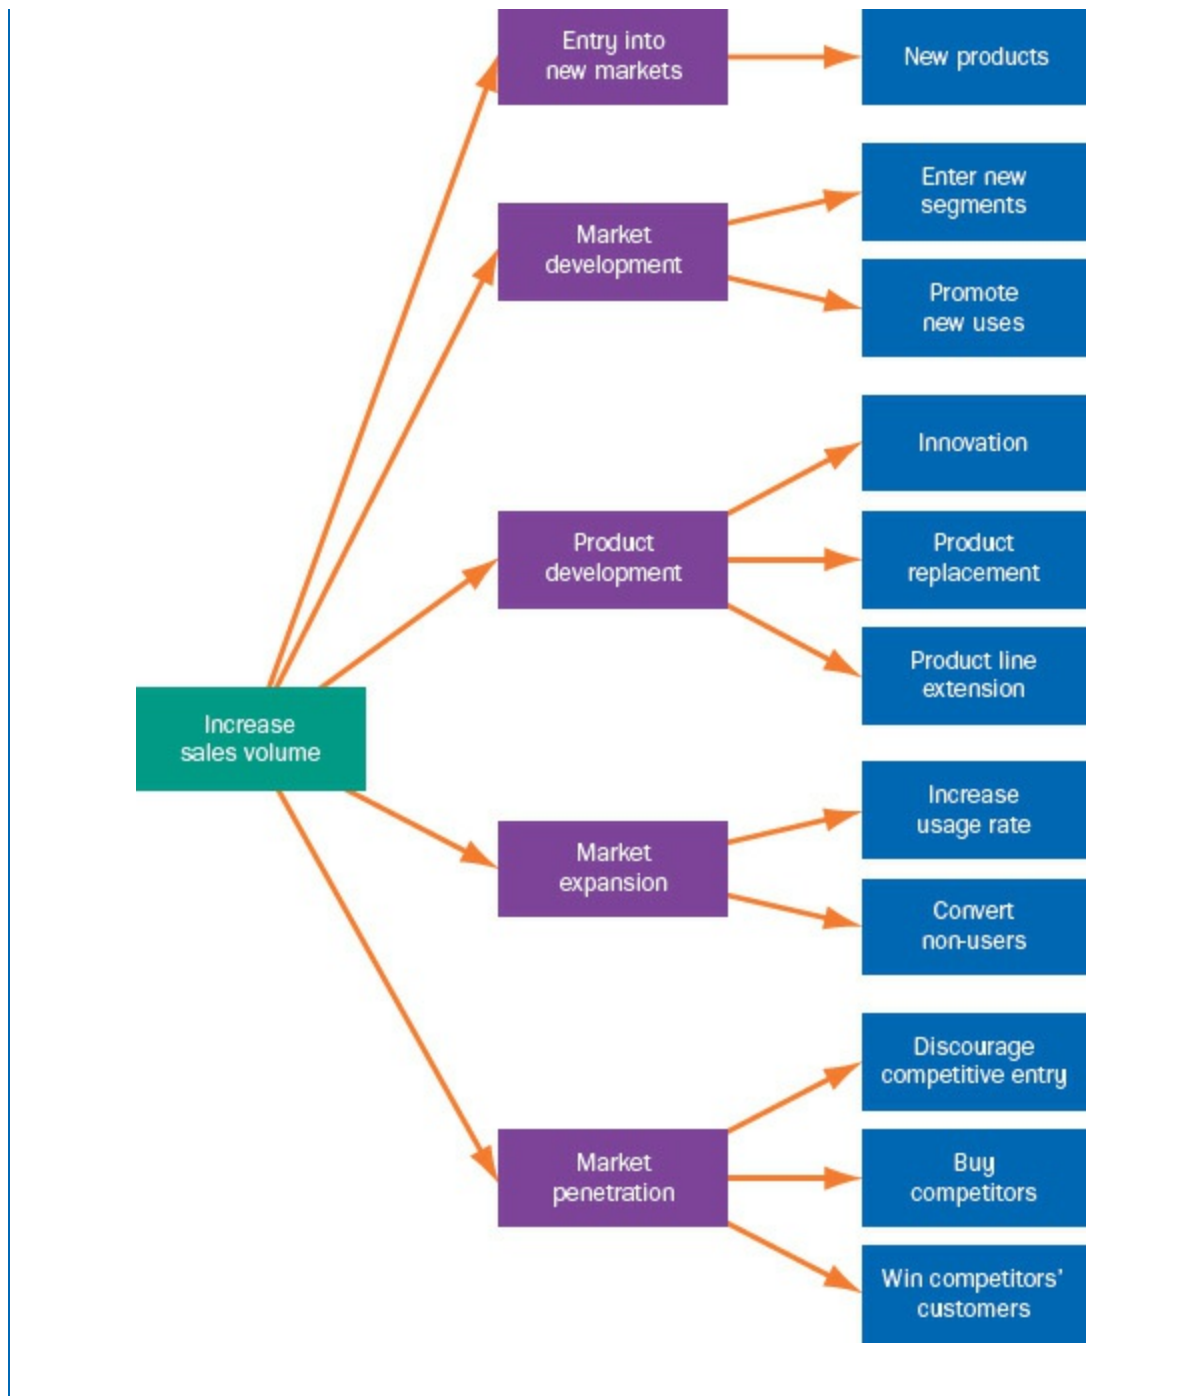 Entry into
new markets
New products
Market
development
Enter new
segments
Promote
new uses
Product
development
Innovation
Product
replacement
Product line
extension
Increase
sales volume
Market
expansion
Increase
usage rate
Convert
non-users
Market
penetration
Discourage
competitive entry
Buy
competitors
Win competitors'
customers